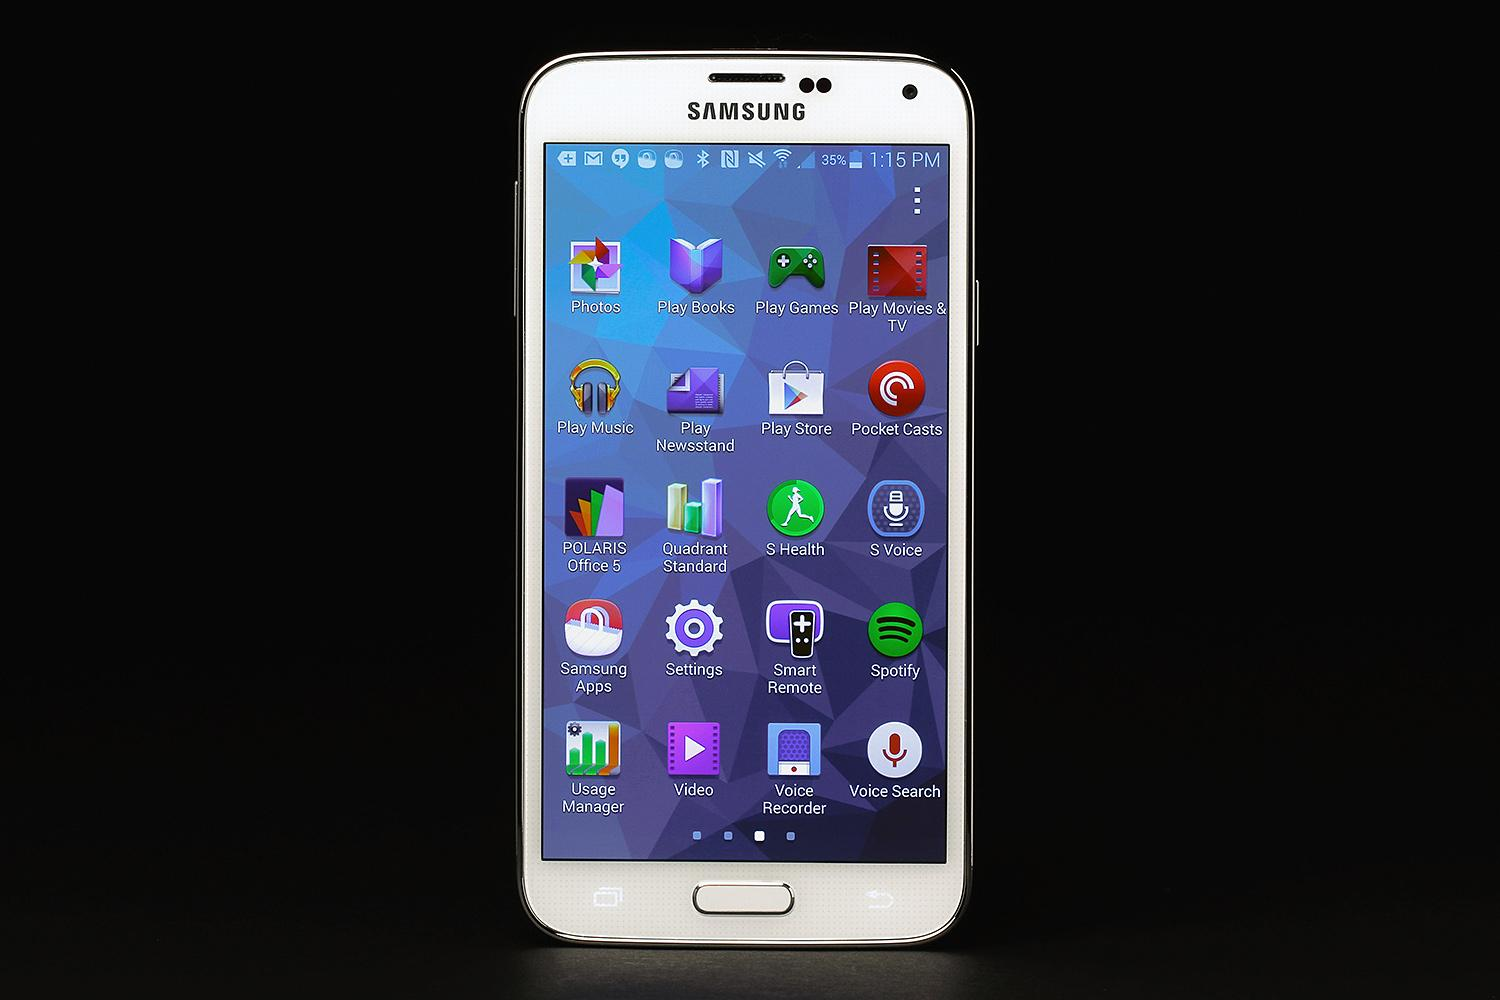 SAMSUNG
35% 1:15 PM
Photos
Play Books
Play Games
Play Movies &
TV
Play Music
Play
Newsstand
Play Store
Pocket Casts
POLARIS
Office 5
Quadrant
Standard
S Health
S Voice
Samsung
Apps
Settings
Smart
Remote
Spotify
Usage
Manager
Video
Voice
Recorder
Voice Search